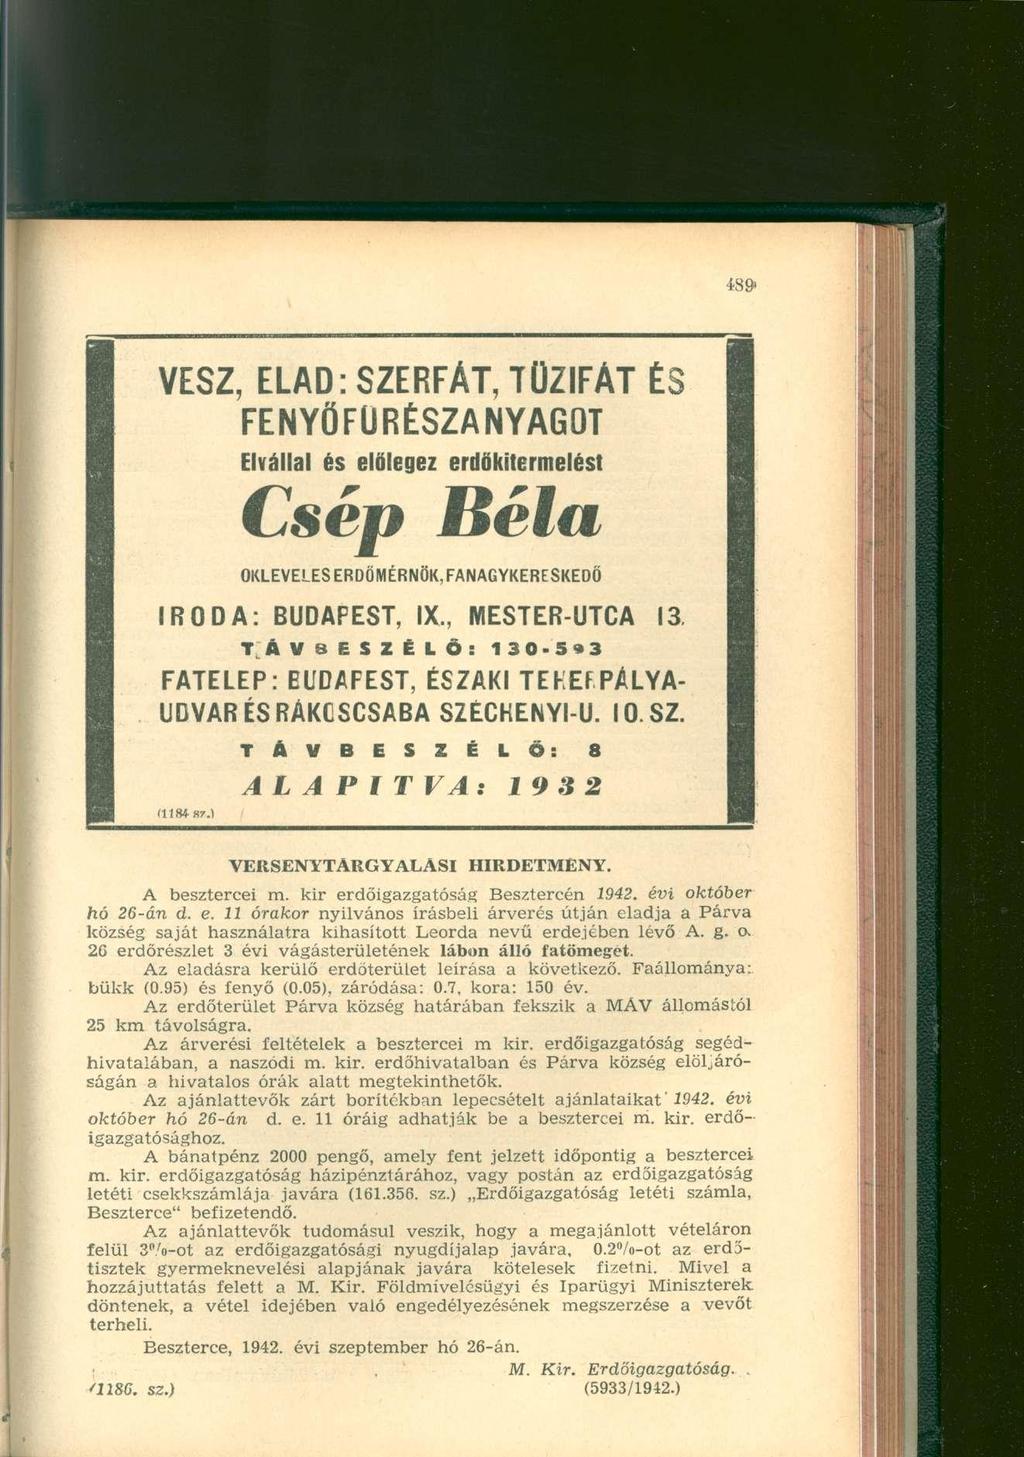 489
VESZ, ELAD: SZERFÁT, TŰZIFÁT ÉS
FENYŐFŰRÉSZANYAGOT
Elvállal és előlegez erdőkitermelést
Csép Béla
OKLEVELES ERDŐMÉRNÖK, FANAGYKERESKEDŐ
IRODA: BUDAPEST, IX., MESTER-UTCA 13.
TÁVBESZÉLŐ: 130-593
FATELEP: BUDAPEST, ÉSZAKI TEHERPÁLYA-
UDVAR ÉS RÁKOSCSABA SZÉCHENYI-U. 10. SZ.
TÁVBESZÉLŐ: 8
ALAPITVA: 1932
(1184 sz.)
VERSENYTÁRGYALÁSI HIRDETMÉNY.
A besztercei m. kir erdőigazgatóság Besztercén 1942. évi október
hó 26-án d. e. 11 órakor nyilvános írásbeli árverés útján eladja a Párva
község saját használatra kihasított Leorda nevű erdejében lévő A. g. o.
26 erdőrészlet 3 évi vágásterületének lábon álló fatömegét.
Az eladásra kerülő erdőterület leírása a következő. Faállománya:
bükk (0.95) és fenyő (0.05), záródása: 0.7, kora: 150 év.
Az erdőterület Párva község határában fekszik a MÁV állomástól
25 km távolságra.
Az árverési feltételek a besztercei m kir. erdőigazgatóság segéd-
hivatalában, a naszódi m. kir. erdőhivatalban és Párva község elöljáró-
ságán a hivatalos órák alatt megtekinthetők.
Az ajánlattevők zárt borítékban lepecsételt ajánlataikat 1942. évi
október hó 26-án d. e. 11 óráig adhatják be a besztercei m. kir. erdő-
igazgatósághoz.
A bánatpénz 2000 pengő, amely fent jelzett időpontig a besztercei
m. kir. erdőigazgatóság házipénztárához, vagy postán az erdőigazgatóság
letéti csekkszámlája javára (161.356. sz.) „Erdőigazgatóság letéti számla,
Beszterce“ befizetendő.
Az ajánlattevők tudomásul veszik, hogy a megajánlott vételáron
felül 3%-ot az erdőigazgatósági nyugdíjalap javára, 0.2%-ot az erdő-
tisztek gyermeknevelési alapjának javára kötelesek fizetni. Mivel a
hozzájuttatás felett a M. Kir. Földmívelésügyi és Iparügyi Miniszterek
döntenek, a vétel idejében való engedélyezésének megszerzése a vevőt
terheli.
Beszterce, 1942. évi szeptember hó 26-án.
M. Kir. Erdőigazgatóság.
(1186. sz.) (5933/1942.)